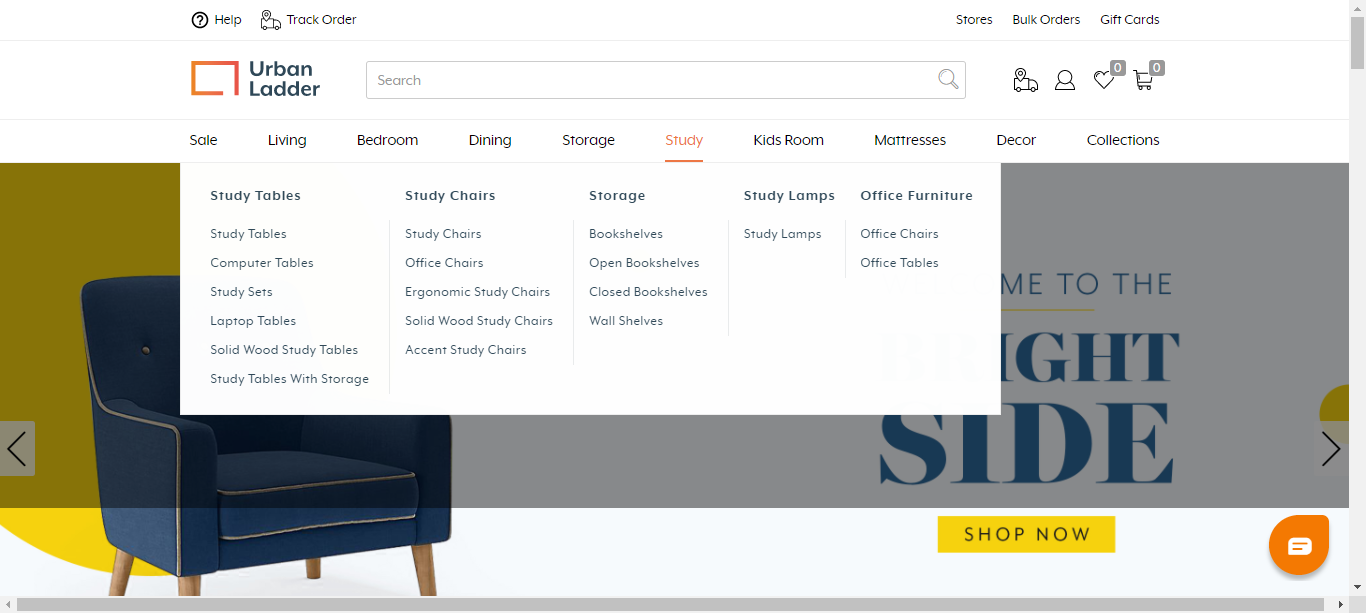 Help Track Order Stores Bulk Orders Gift Cards
Urban
Ladder
Search
0 0
Sale Living Bedroom Dining Storage Study Kids Room Mattresses Decor Collections
Study Tables
Study Tables
Computer Tables
Study Sets
Laptop Tables
Solid Wood Study Tables
Study Tables With Storage
Study Chairs
Study Chairs
Office Chairs
Ergonomic Study Chairs
Solid Wood Study Chairs
Accent Study Chairs
Storage
Bookshelves
Open Bookshelves
Closed Bookshelves
Wall Shelves
Study Lamps
Study Lamps
Office Furniture
Office Chairs
Office Tables
ME TO THE
IGHT
SIDE
SHOP NOW